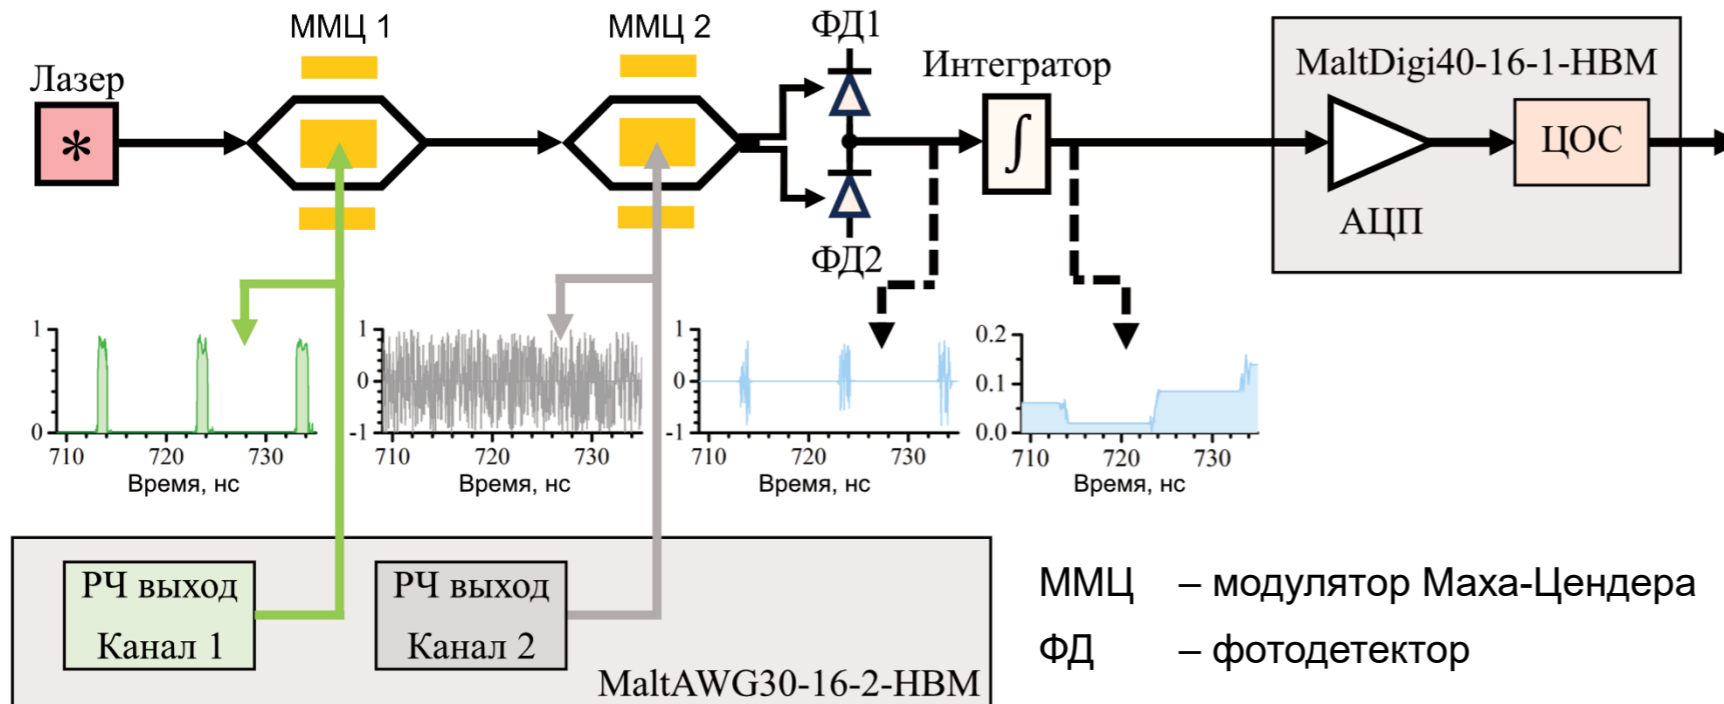 ММЦ 1
ММЦ 2
ФД1
Лазер
*
Интегратор
∫
MaltDigi40-16-1-HBM
ЦОС
АЦП
ФД2
1
0
710 720 730
Время, нс
1
0
-1
710 720 730
Время, нс
1
0
-1
710 720 730
Время, нс
0.2
0.1
0.0
710 720 730
Время, нс
РЧ выход
Канал 1
РЧ выход
Канал 2
MaltAWG30-16-2-HBM
ММЦ – модулятор Маха-Цендера
ФД – фотодетектор